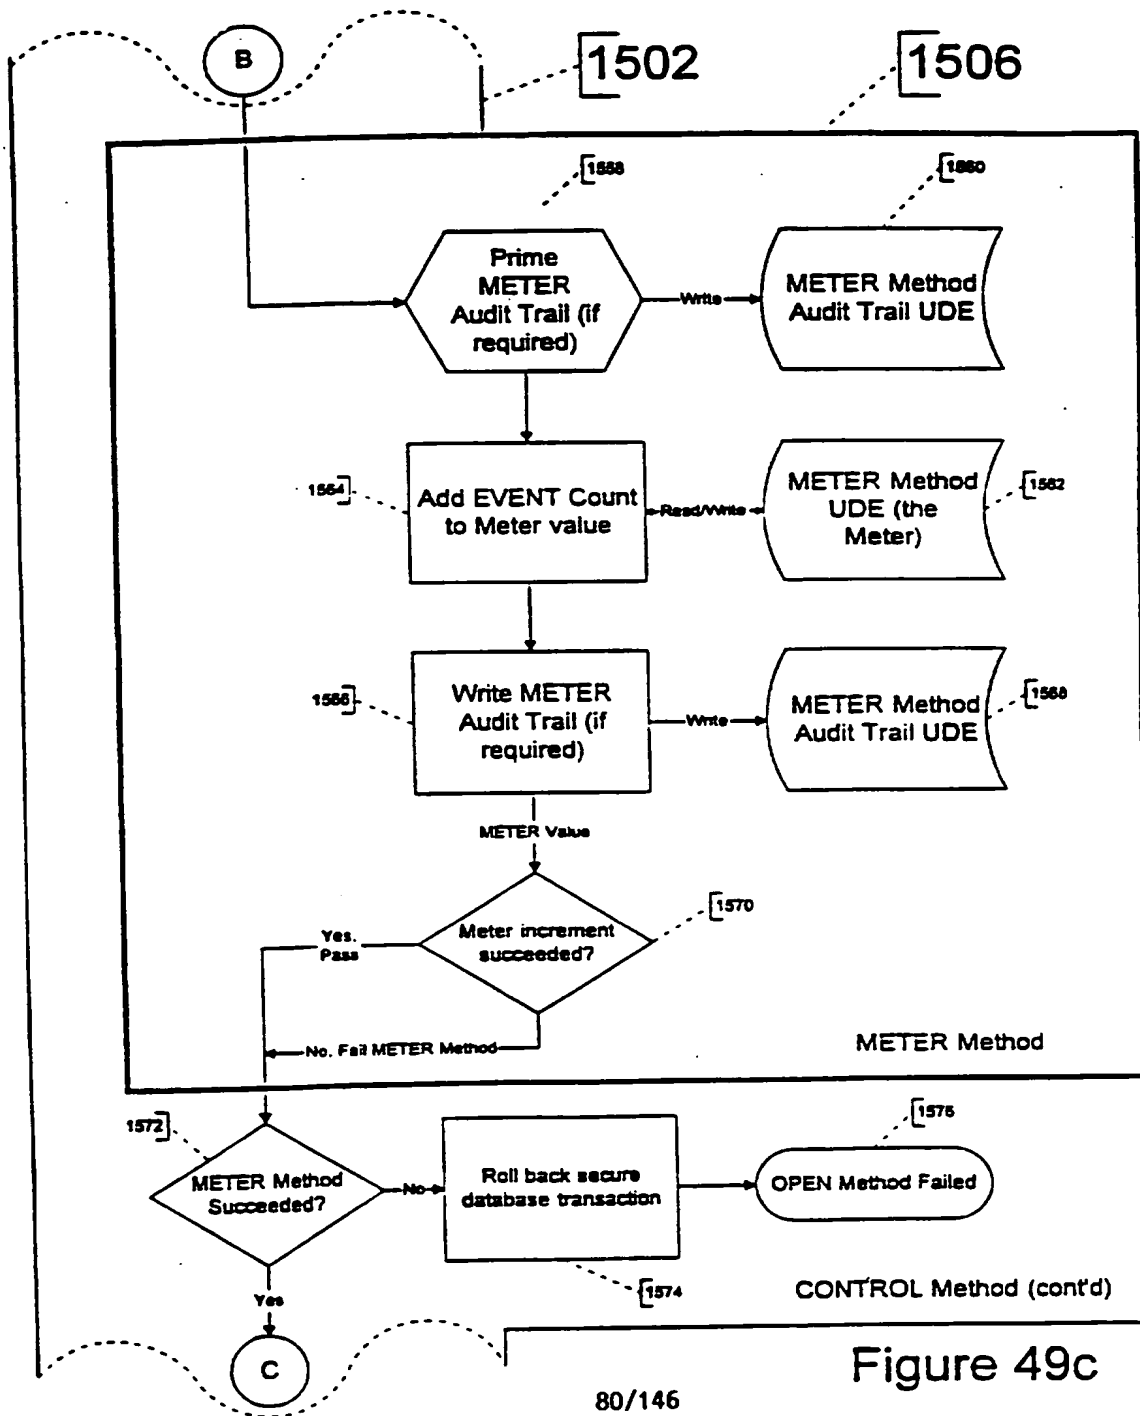 B
1502
1506
1558
1560
Prime
METER
Audit Trail (if
required)
Write
METER Method
Audit Trail UDE
1564
Add EVENT Count
to Meter value
Read/Write
METER Method
UDE (the
Meter)
1562
1566
Write METER
Audit Trail (if
required)
Write
METER Method
Audit Trail UDE
1568
METER Value
1570
Meter increment
succeeded?
Yes.
Pass
No. Fail METER Method
METER Method
1572
METER Method
Succeeded?
No
Roll back secure
database transaction
1576
OPEN Method Failed
1574
CONTROL Method (cont'd)
Yes
C
Figure 49c
80/146